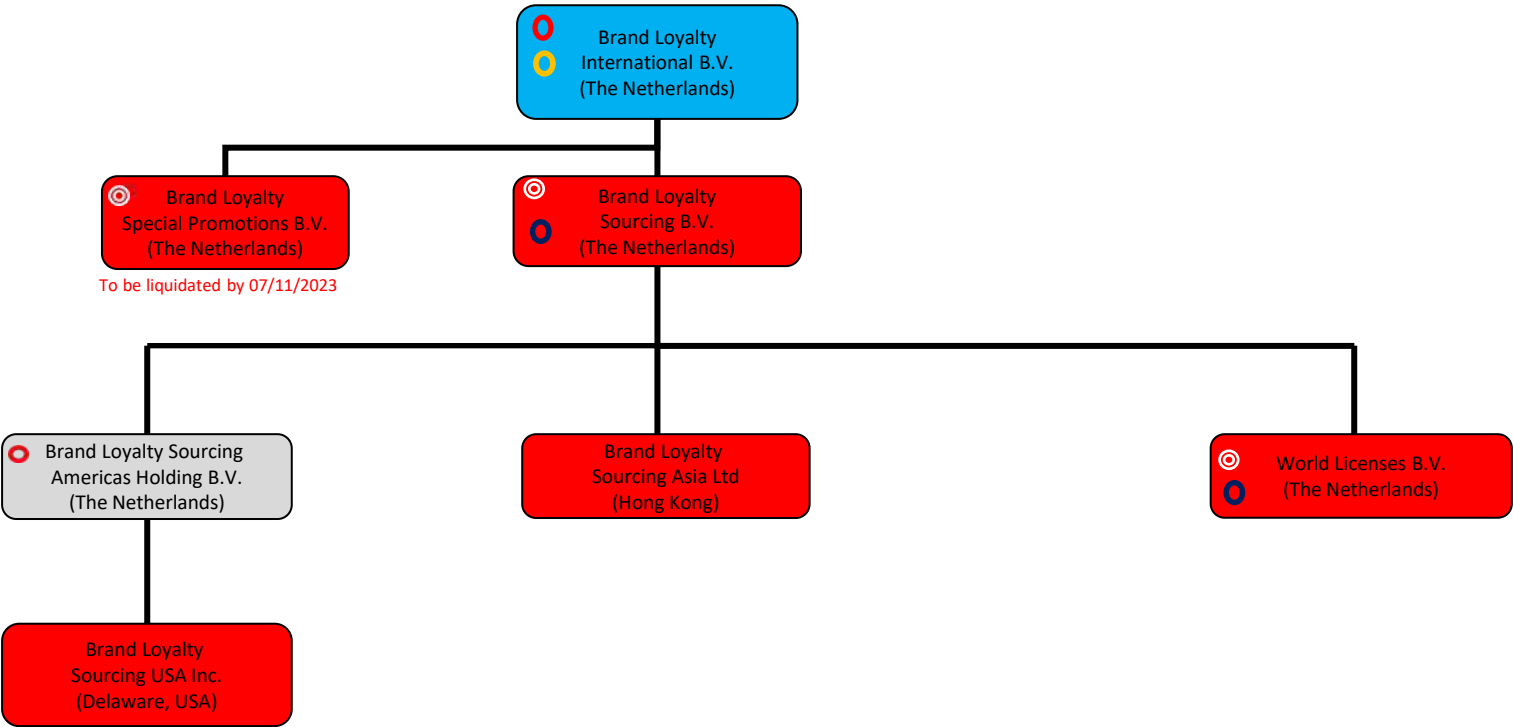 Brand Loyalty
International B.V.
(The Netherlands)
Brand Loyalty
Special Promotions B.V.
(The Netherlands)
To be liquidated by 07/11/2023
Brand Loyalty
Sourcing B.V.
(The Netherlands)
Brand Loyalty Sourcing
Americas Holding B.V.
(The Netherlands)
Brand Loyalty
Sourcing Asia Ltd
(Hong Kong)
World Licenses B.V.
(The Netherlands)
Brand Loyalty
Sourcing USA Inc.
(Delaware, USA)